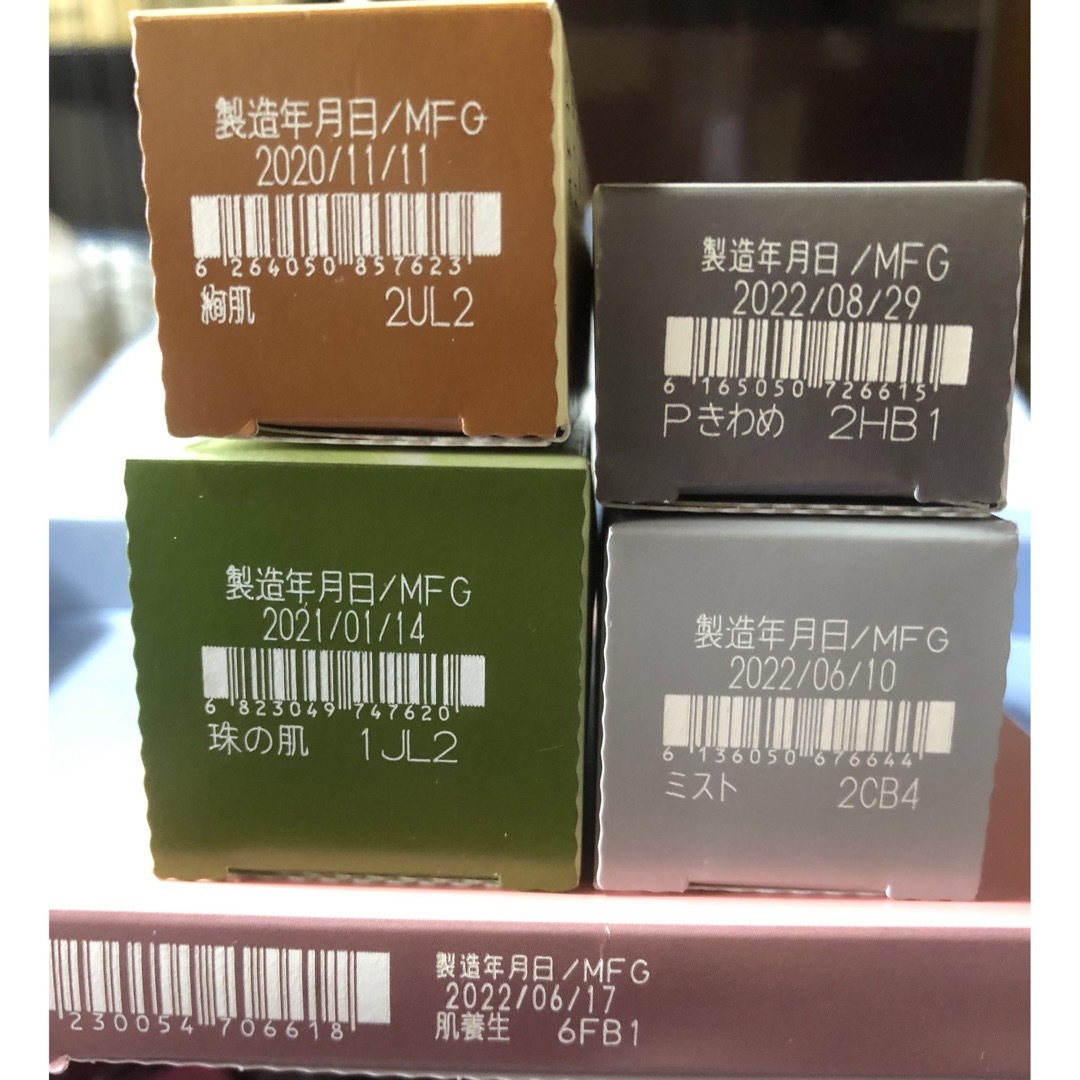 製造年月日/MFG
2020/11/11
6 264050 857623
絢肌 2UL2
製造年月日/MFG
2022/08/29
6 165050 726615
Pきわめ 2HB1
製造年月日/MFG
2021/01/14
6 823049 747620
珠の肌 1JL2
製造年月日/MFG
2022/06/10
6 136050 676644
ミスト 2CB4
230054 706618
製造年月日/MFG
2022/06/17
肌養生 6FB1